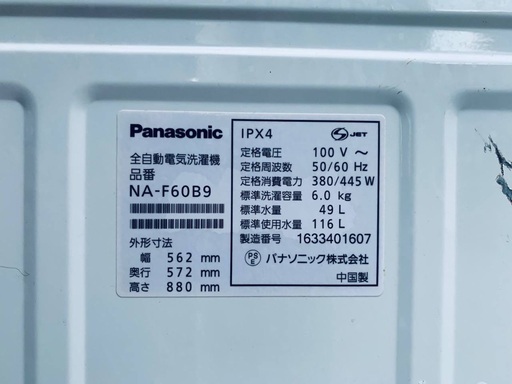 Panasonic
全自動電気洗濯機
品番
NA-F60B9
外形寸法
幅 562 mm
奥行 572 mm
高さ 880 mm
IPX4
S JET
定格電圧 100 V ～
定格周波数 50/60 Hz
定格消費電力 380/445 W
標準洗濯容量 6.0 kg
標準水量 49 L
標準使用水量 116 L
製造番号 1633401607
PS E パナソニック株式会社
中国製